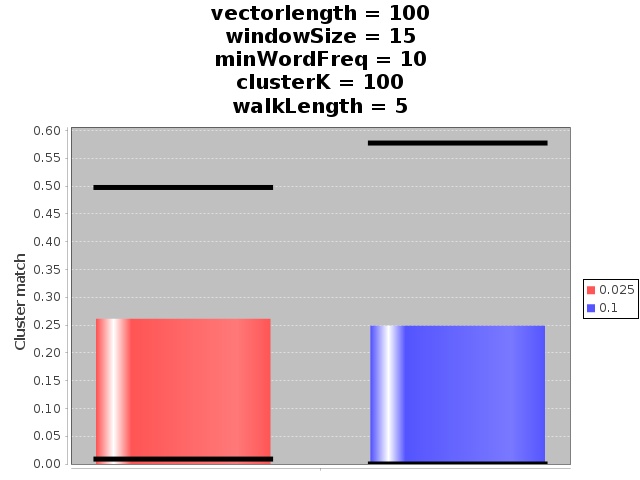 vectorlength = 100
windowSize = 15
minWordFreq = 10
clusterK = 100
walkLength = 5
0.60
0.55
0.50
0.45
0.40
0.35
0.30
0.25
0.20
0.15
0.10
0.05
0.00
Cluster match
0.025
0.1